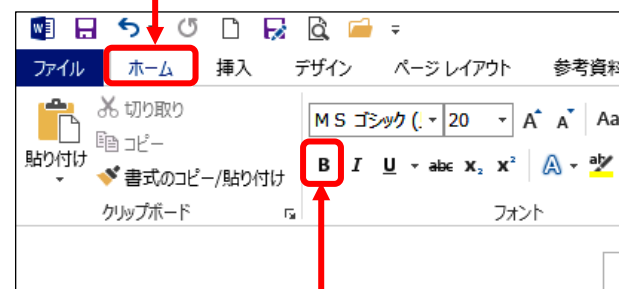 ファイル ホーム 挿入 デザイン ページ レイアウト 参考資料
切り取り
コピー
貼り付け
書式のコピー/貼り付け
クリップボード
ＭＳ ゴシック (. 20 A A Aa
B I U abc X₂ X² A aby
フォント